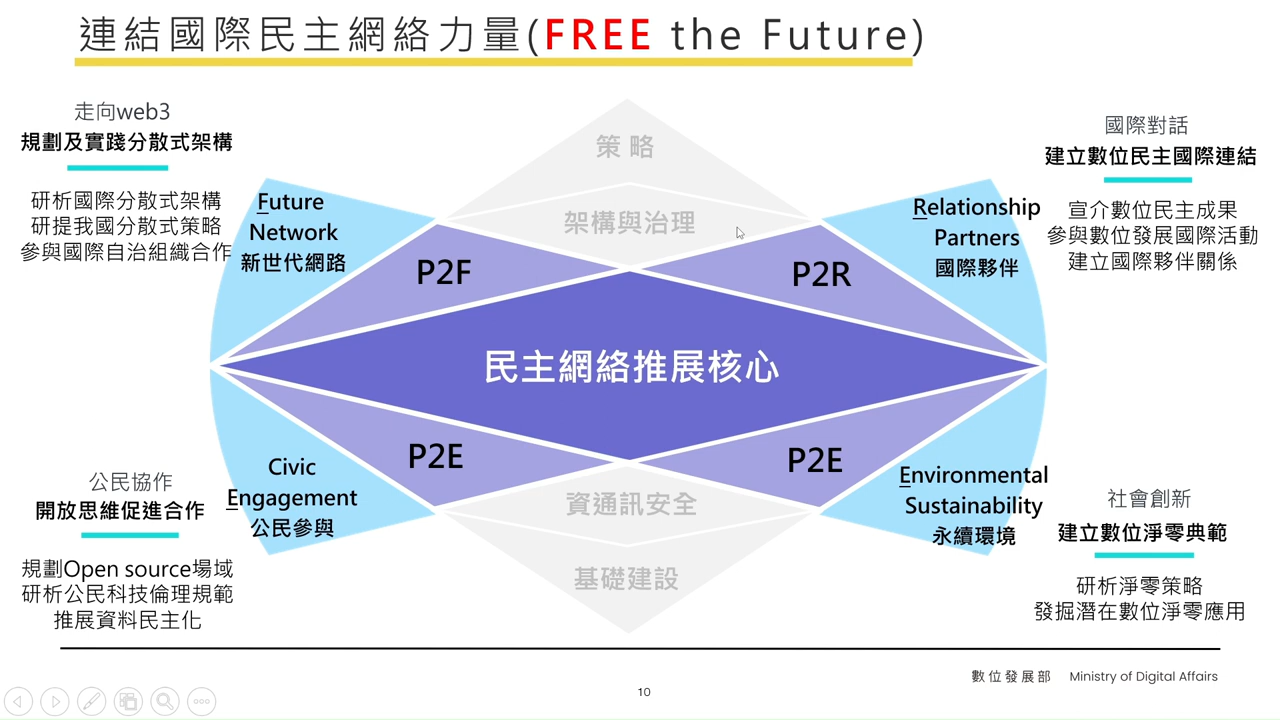 連結國際民主網絡力量(FREE the Future)
走向web3
規劃及實踐分散式架構
研析國際分散式架構
研提我國分散式策略
參與國際自治組織合作
Future
Network
新世代網路
P2F
策 略
架構與治理
P2R
Relationship
Partners
國際夥伴
國際對話
建立數位民主國際連結
宣介數位民主成果
參與數位發展國際活動
建立國際夥伴關係
民主網絡推展核心
公民協作
開放思維促進合作
規劃Open source場域
研析公民科技倫理規範
推展資料民主化
Civic
Engagement
公民參與
P2E
資通訊安全
基礎建設
P2E
Environmental
Sustainability
永續環境
社會創新
建立數位淨零典範
研析淨零策略
發掘潛在數位淨零應用
數位發展部 Ministry of Digital Affairs
10